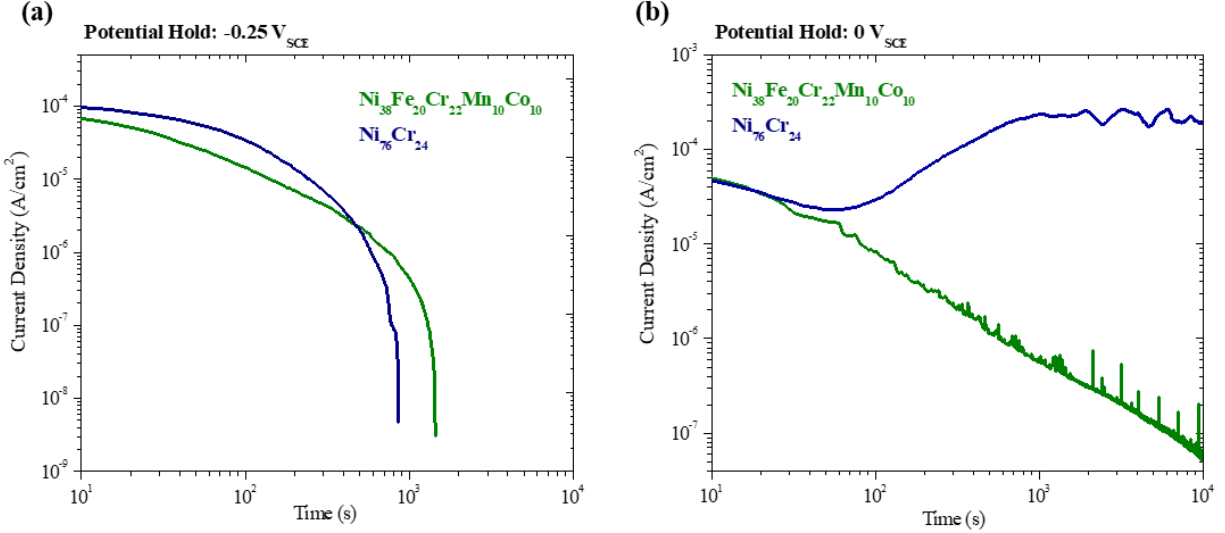 (a)
Potential Hold: -0.25 V_SCE
Ni₃₈Fe₂₀Cr₂₂Mn₁₀Co₁₀
Ni₇₆Cr₂₄
Current Density (A/cm²)
10⁻⁴
10⁻⁵
10⁻⁶
10⁻⁷
10⁻⁸
10⁻⁹
10¹
10²
10³
10⁴
Time (s)
(b)
Potential Hold: 0 V_SCE
Ni₃₈Fe₂₀Cr₂₂Mn₁₀Co₁₀
Ni₇₆Cr₂₄
Current Density (A/cm²)
10⁻³
10⁻⁴
10⁻⁵
10⁻⁶
10⁻⁷
10¹
10²
10³
10⁴
Time (s)